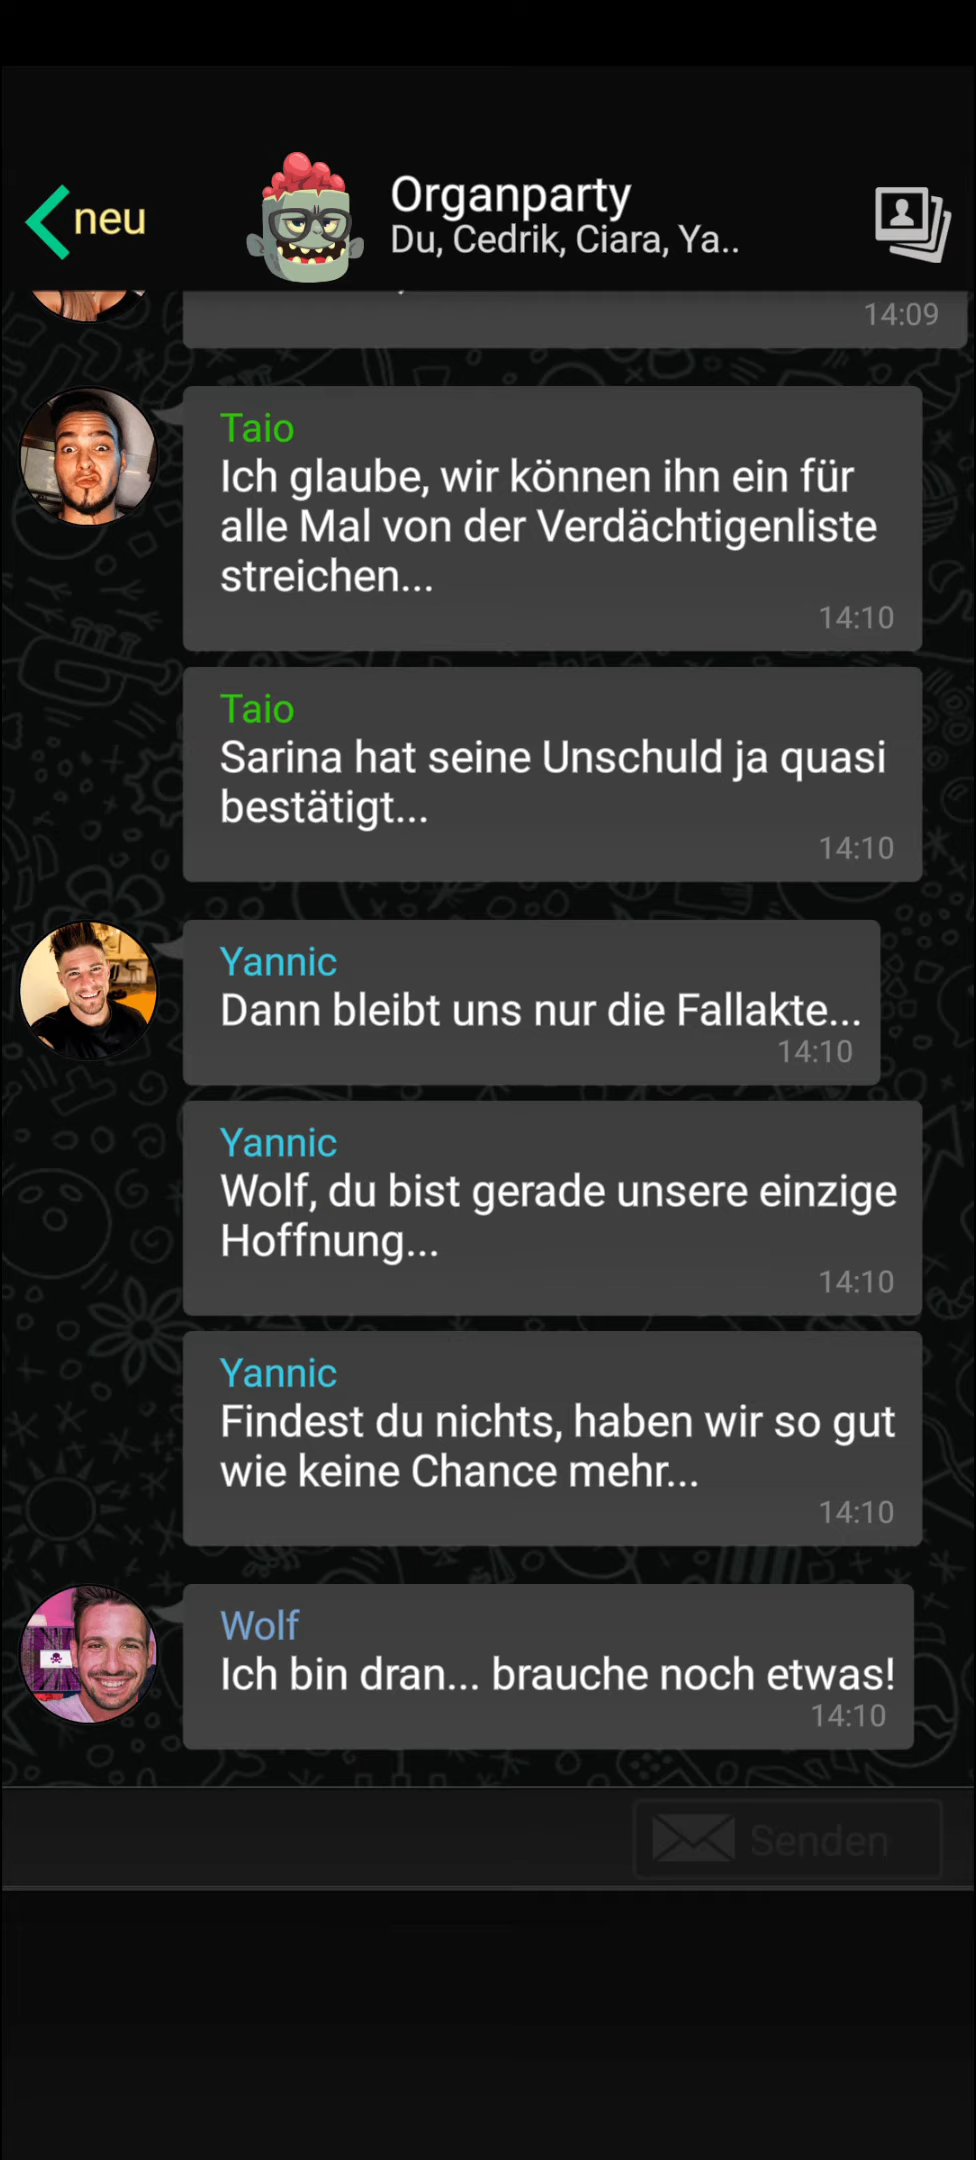 neu
Organparty
Du, Cedrik, Ciara, Ya..
14:09
Taio
Ich glaube, wir können ihn ein für
alle Mal von der Verdächtigenliste
streichen...
14:10
Taio
Sarina hat seine Unschuld ja quasi
bestätigt...
14:10
Yannic
Dann bleibt uns nur die Fallakte...
14:10
Yannic
Wolf, du bist gerade unsere einzige
Hoffnung...
14:10
Yannic
Findest du nichts, haben wir so gut
wie keine Chance mehr...
14:10
Wolf
Ich bin dran... brauche noch etwas!
14:10
Senden